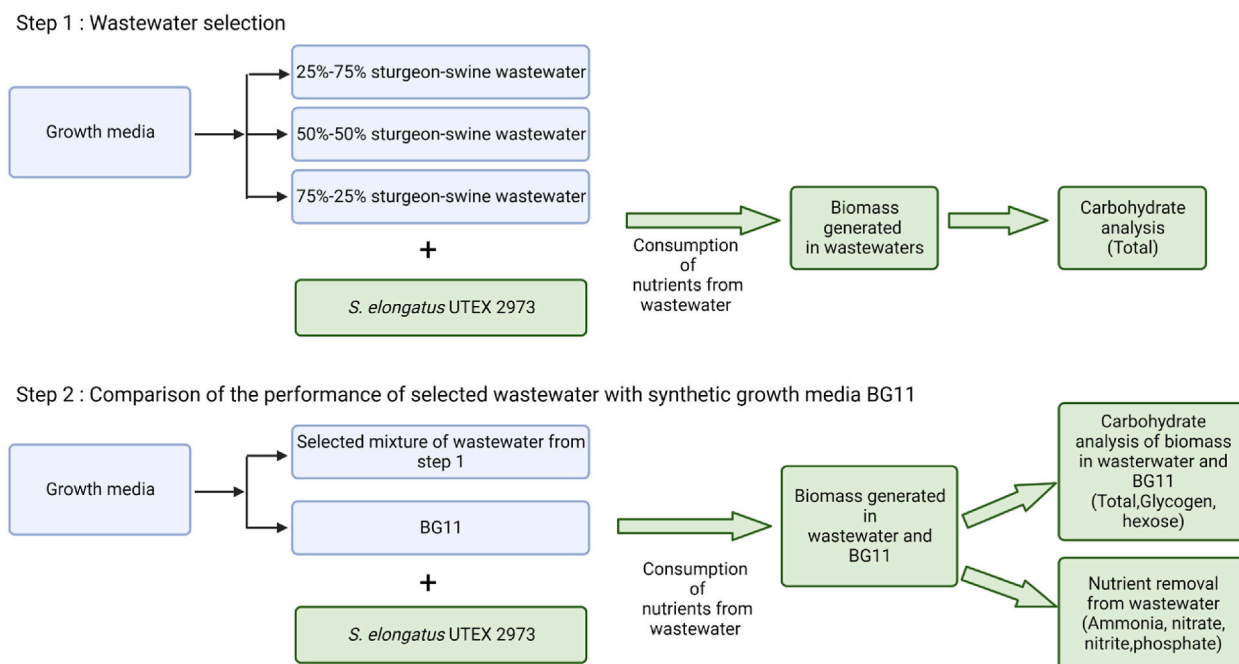 Step 1 : Wastewater selection
Growth media
25%-75% sturgeon-swine wastewater
50%-50% sturgeon-swine wastewater
75%-25% sturgeon-swine wastewater
+
S. elongatus UTEX 2973
Consumption
of
nutrients from
wastewater
Biomass
generated
in wastewaters
Carbohydrate
analysis
(Total)
Step 2 : Comparison of the performance of selected wastewater with synthetic growth media BG11
Growth media
Selected mixture of wastewater from
step 1
BG11
+
S. elongatus UTEX 2973
Consumption
of
nutrients from
wastewater
Biomass generated
in
wastewater and
BG11
Carbohydrate
analysis of biomass
in wasterwater and
BG11
(Total,Glycogen,
hexose)
Nutrient removal
from wastewater
(Ammonia, nitrate,
nitrite,phosphate)